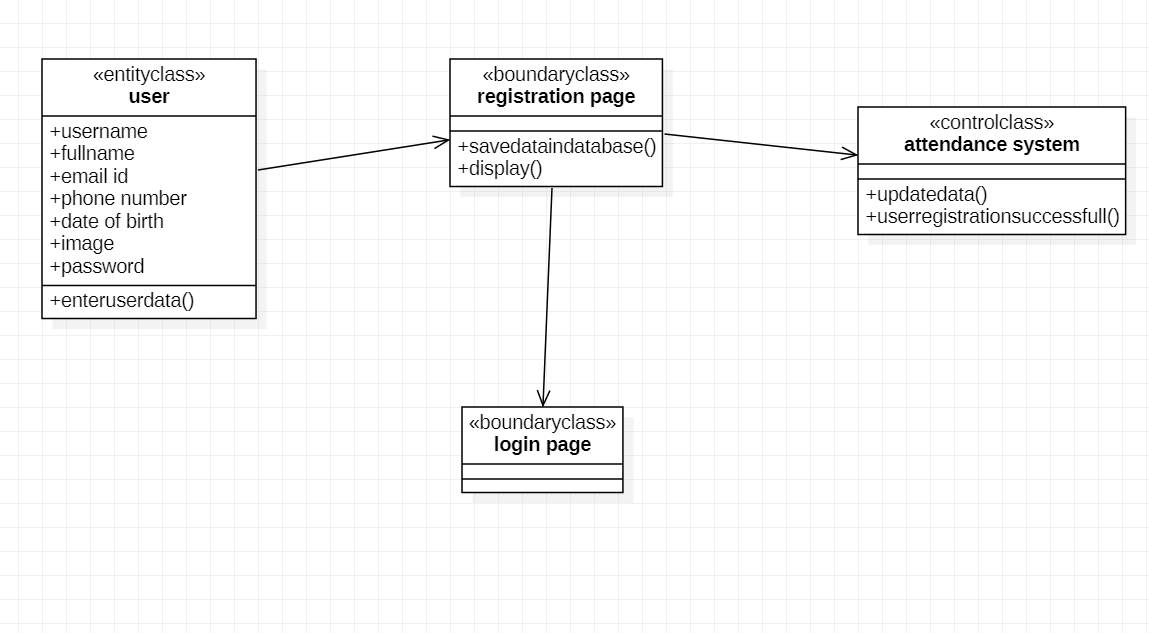 «entityclass»
user
+username
+fullname
+email id
+phone number
+date of birth
+image
+password
+enteruserdata()
«boundaryclass»
registration page
+savedataindatabase()
+display()
«controlclass»
attendance system
+updatedata()
+userregistrationsuccessfull()
«boundaryclass»
login page